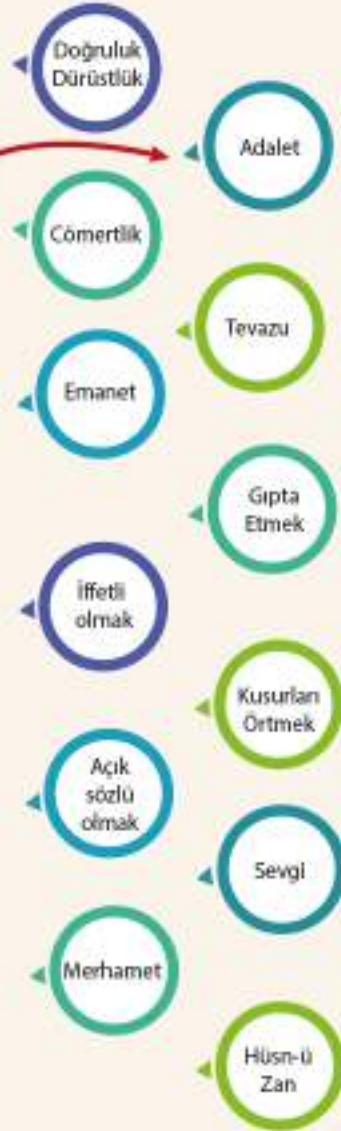 Doğruluk
Dürüstlük
Adalet
Cömertlik
Tevazu
Emanet
Gıpta
Etmek
İffetli
olmak
Kusurları
Örtmek
Açık
sözlü
olmak
Sevgi
Merhamet
Hüsn-ü
Zan